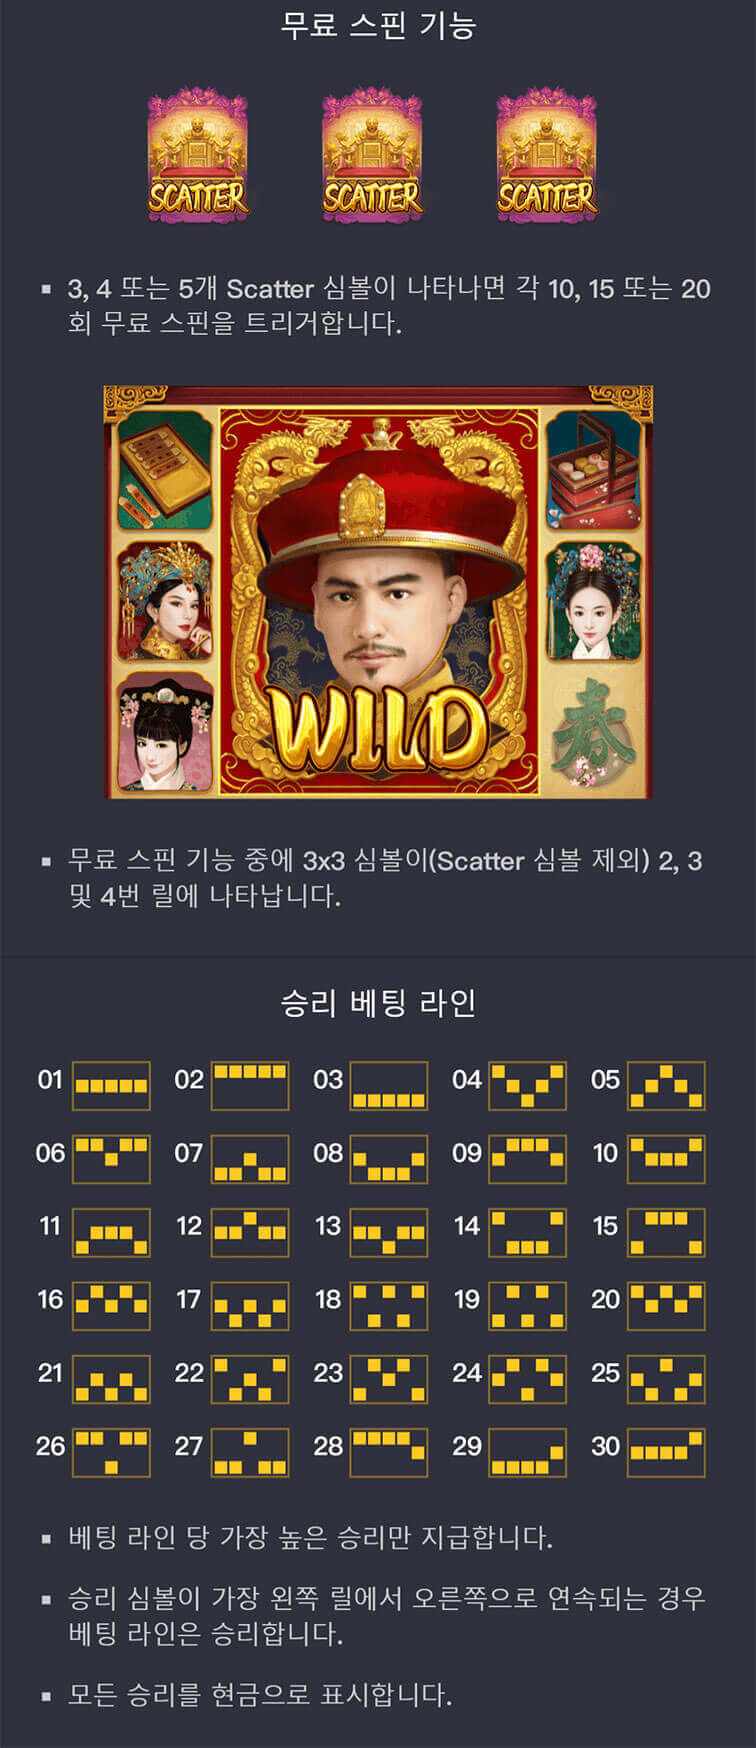 무료 스핀 기능
SCATTER SCATTER SCATTER
▪ 3, 4 또는 5개 Scatter 심볼이 나타나면 각 10, 15 또는 20
회 무료 스핀을 트리거합니다.
春
WILD
▪ 무료 스핀 기능 중에 3x3 심볼이(Scatter 심볼 제외) 2, 3
및 4번 릴에 나타납니다.
승리 베팅 라인
01 02 03 04 05
06 07 08 09 10
11 12 13 14 15
16 17 18 19 20
21 22 23 24 25
26 27 28 29 30
▪ 베팅 라인 당 가장 높은 승리만 지급합니다.
▪ 승리 심볼이 가장 왼쪽 릴에서 오른쪽으로 연속되는 경우
베팅 라인은 승리합니다.
▪ 모든 승리를 현금으로 표시합니다.